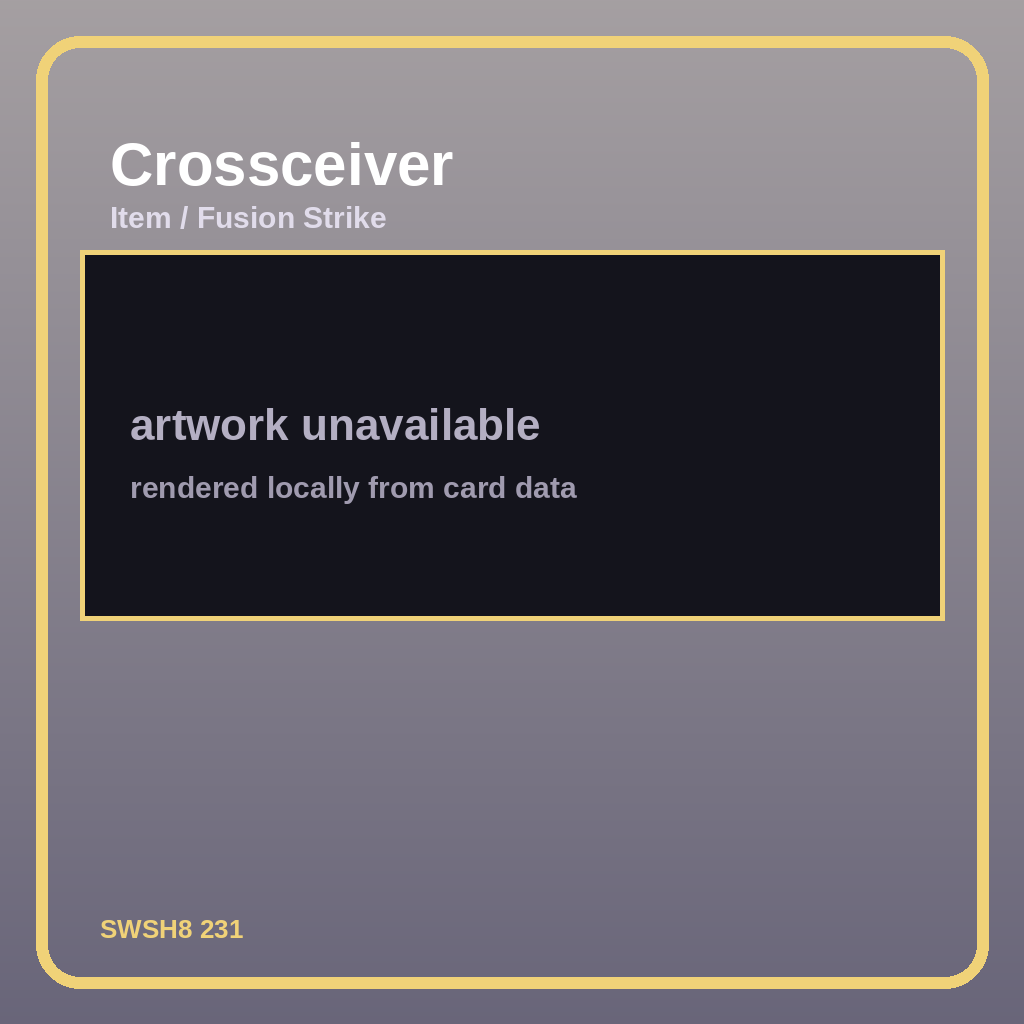 Crossceiver
Item / Fusion Strike
artwork unavailable
rendered locally from card data
SWSH8 231